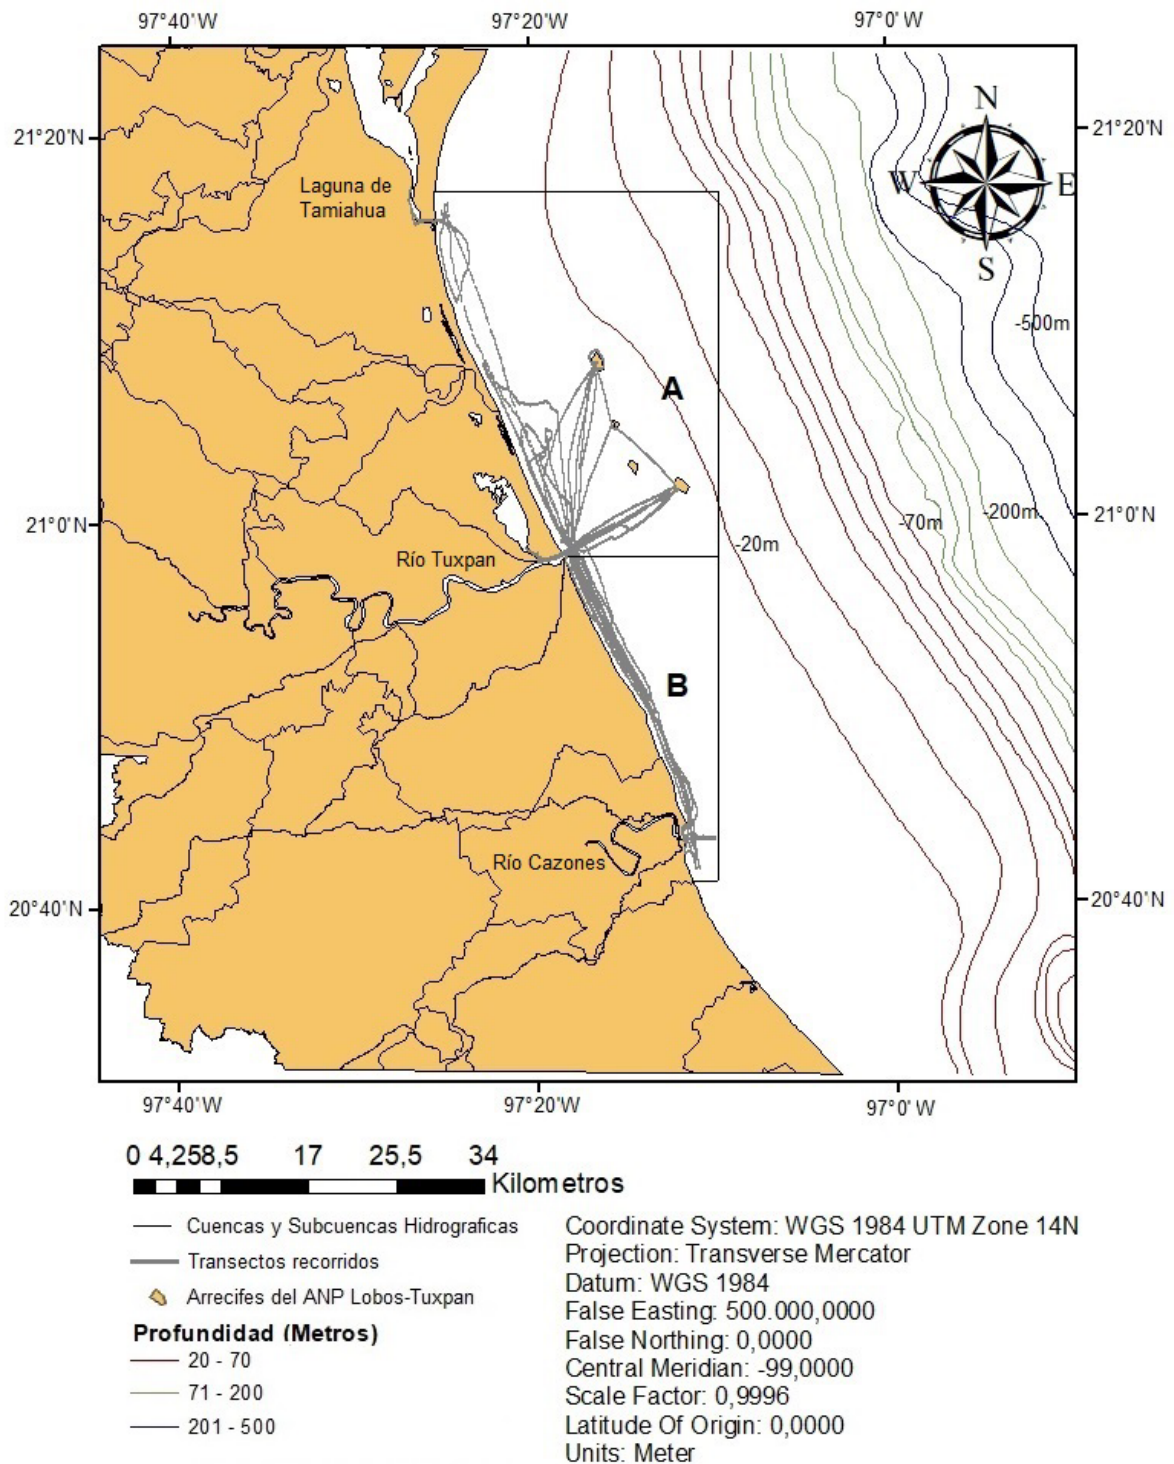 97°40'W 97°20'W 97°0'W
N
21°20'N 21°20'N
W E
Laguna de
Tamiahua
S
-500m
A
-200m
-70m
21°0'N 21°0'N
-20m
Río Tuxpan
B
Río Cazones
20°40'N 20°40'N
97°40'W 97°20'W 97°0'W
0 4,258,5 17 25,5 34
Kilometros
Cuencas y Subcuencas Hidrograficas
Transectos recorridos
Arrecifes del ANP Lobos-Tuxpan
Profundidad (Metros)
20 - 70
71 - 200
201 - 500
Coordinate System: WGS 1984 UTM Zone 14N
Projection: Transverse Mercator
Datum: WGS 1984
False Easting: 500.000,0000
False Northing: 0,0000
Central Meridian: -99,0000
Scale Factor: 0,9996
Latitude Of Origin: 0,0000
Units: Meter